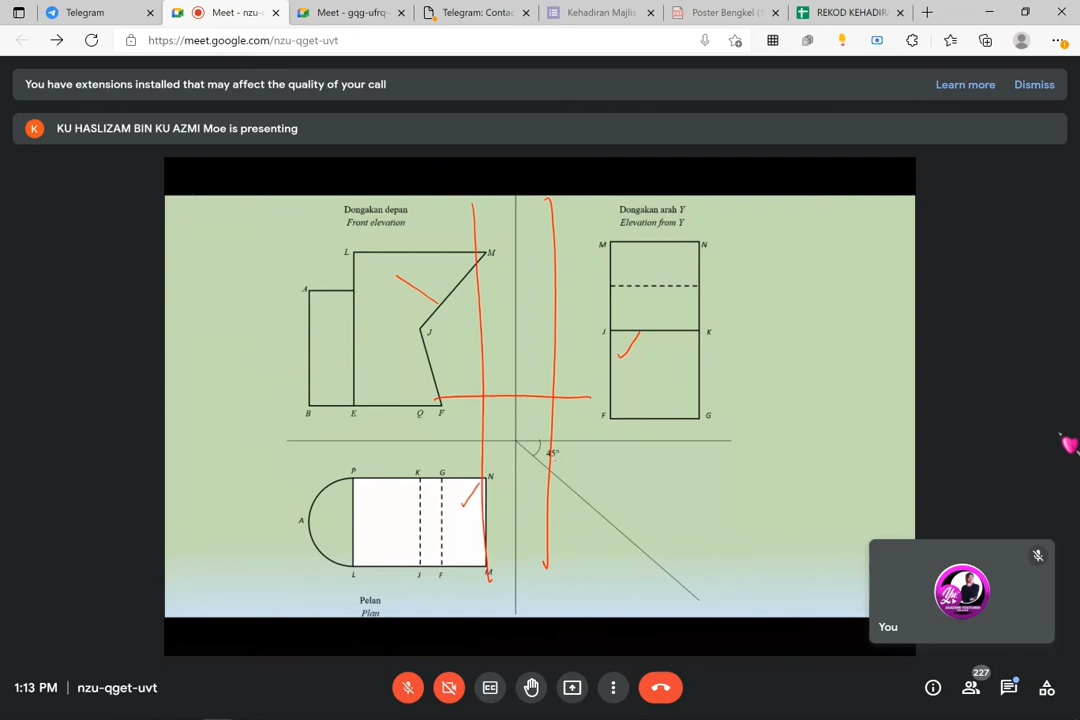 Telegram
Meet - nzu-
Meet - gqg-ufrq-
Telegram: Contac
Kehadiran Majlis
Poster Bengkel (1
REKOD KEHADIRA
https://meet.google.com/nzu-qget-uvt
You have extensions installed that may affect the quality of your call
Learn more
Dismiss
K
KU HASLIZAM BIN KU AZMI Moe is presenting
Dongakan depan
Front elevation
Dongakan arah Y
Elevation from Y
L
M
A
J
B
E
Q
F
M
N
J
K
F
G
45°
P
K
G
N
A
L
J
F
M
Pelan
Plan
You
1:13 PM
nzu-qget-uvt
CC
227